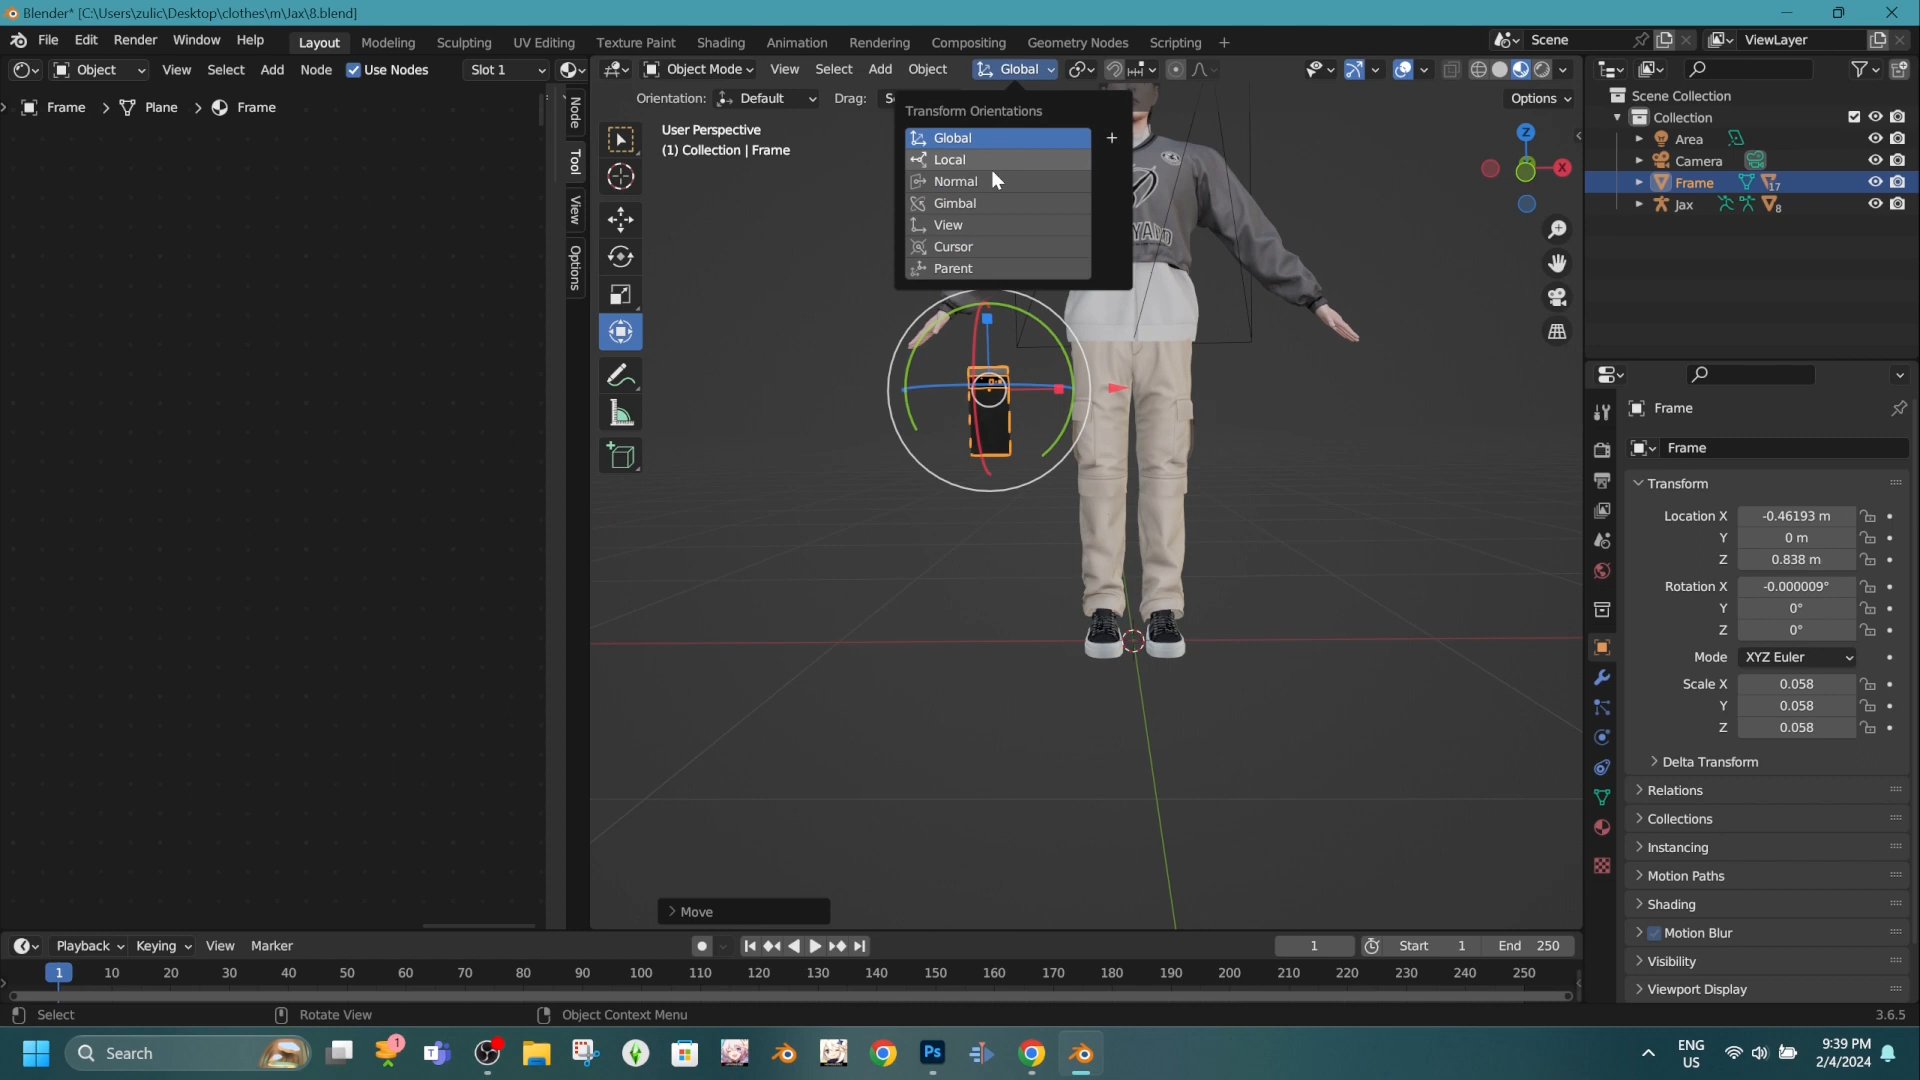 Blender* [C:\Users\zulic\Desktop\clothes\m\Jax\8.blend]
File Edit Render Window Help Layout Modeling Sculpting UV Editing Texture Paint Shading Animation Rendering Compositing Geometry Nodes Scripting + Scene ViewLayer
Object View Select Add Node Use Nodes Slot 1
Object Mode View Select Add Object Global
Frame > Plane > Frame
Orientation: Default Drag: Options
User Perspective
(1) Collection | Frame
Transform Orientations
Global
Local
Normal
Gimbal
View
Cursor
Parent
Node
Tool
View
Options
Z
X
YARD
Move
Scene Collection
Collection
Area
Camera
Frame 17
Jax 8
Frame
Frame
Transform
Location X -0.46193 m
Y 0 m
Z 0.838 m
Rotation X -0.000009°
Y 0°
Z 0°
Mode XYZ Euler
Scale X 0.058
Y 0.058
Z 0.058
Delta Transform
Relations
Collections
Instancing
Motion Paths
Shading
Motion Blur
Visibility
Viewport Display
Playback Keying View Marker 1 Start 1 End 250
1 10 20 30 40 50 60 70 80 90 100 110 120 130 140 150 160 170 180 190 200 210 220 230 240 250
Select Rotate View Object Context Menu 3.6.5
Search 1 Ps ENG US 9:39 PM 2/4/2024